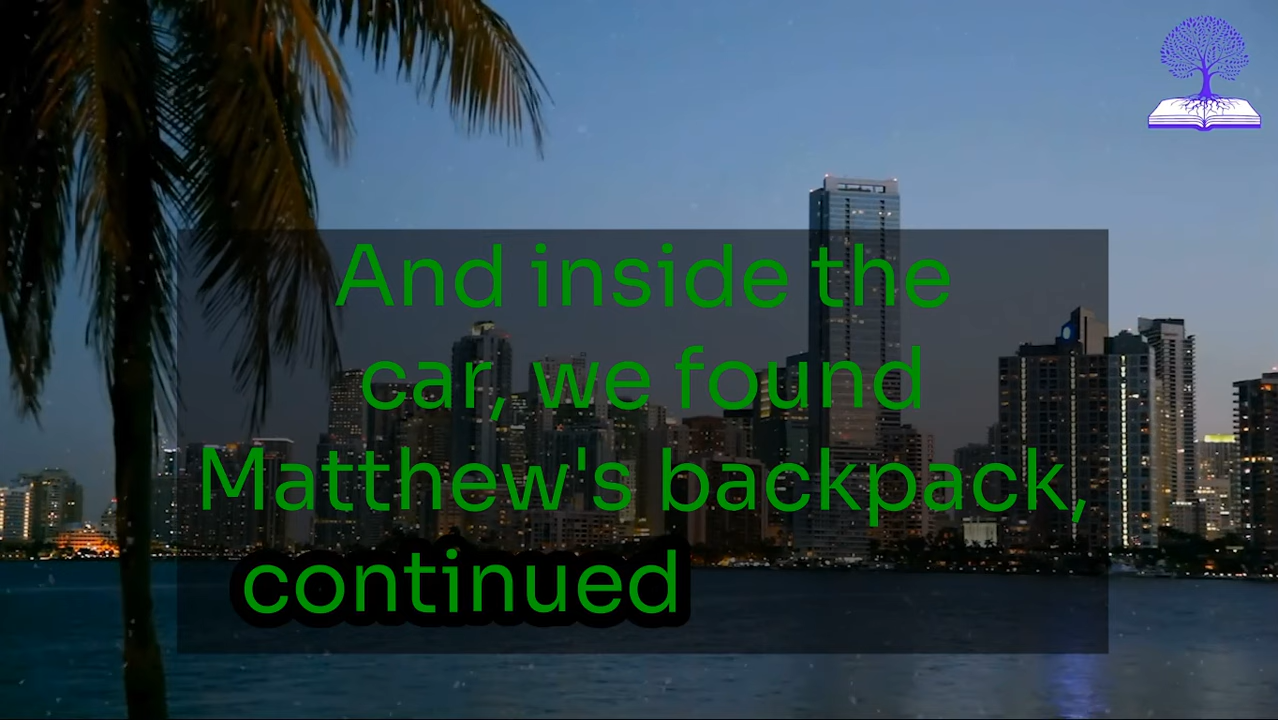 And inside the
car, we found
Matthew's backpack,
continued